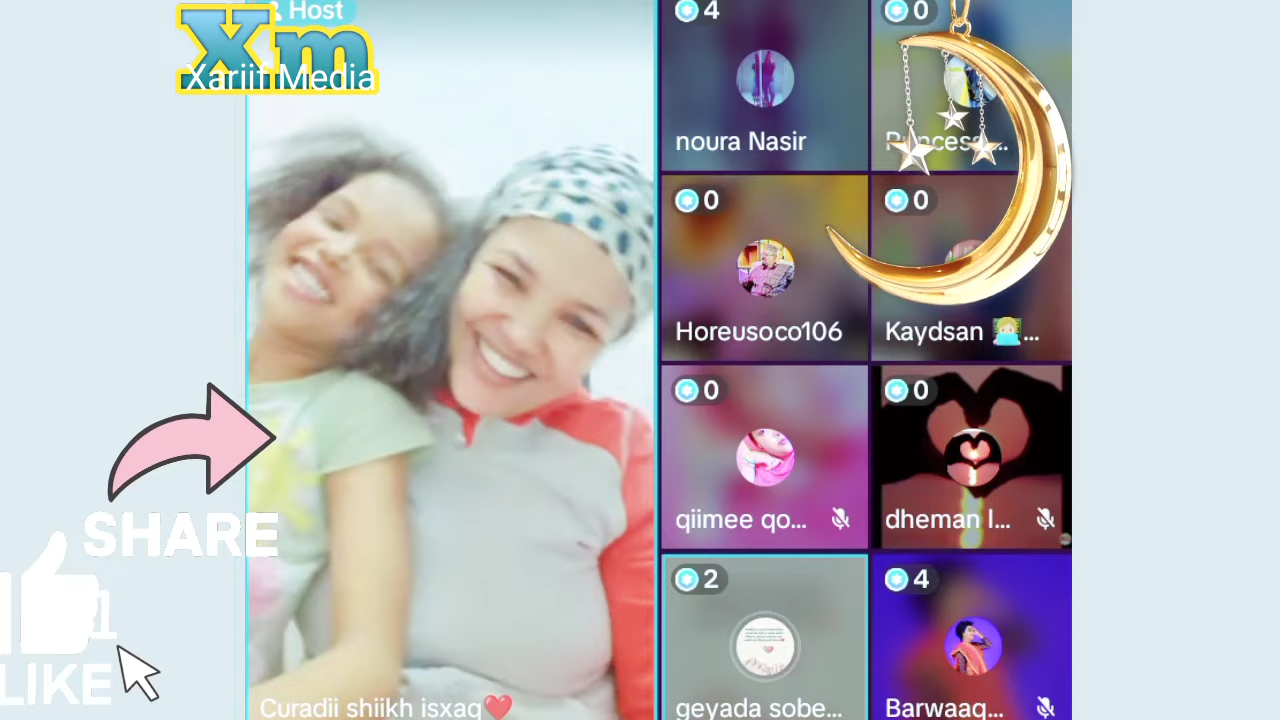 Host
Xm
Xariif Media
4
noura Nasir
0
0
Horeusoco106
0
Kaydsan 🧑‍💻...
0
qiimee qo...
0
dheman l...
2
geyada sobe...
4
Barwaaq...
SHARE
LIKE
Curadii shiikh isxaq❤️